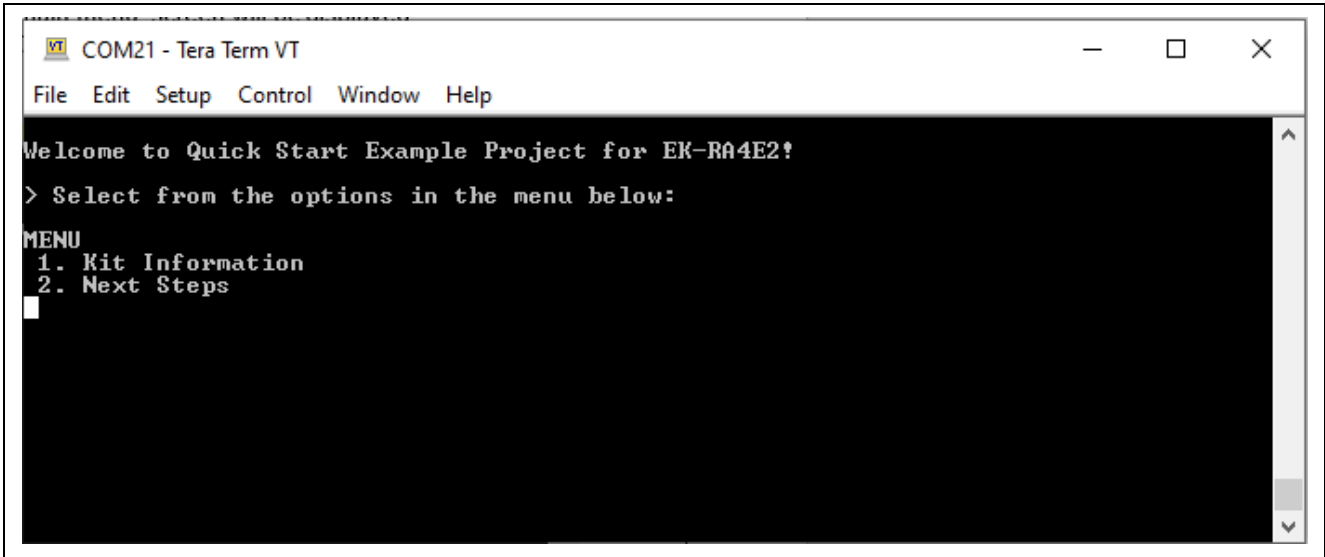 COM21 - Tera Term VT
File Edit Setup Control Window Help
Welcome to Quick Start Example Project for EK-RA4E2!
> Select from the options in the menu below:
MENU
1. Kit Information
2. Next Steps